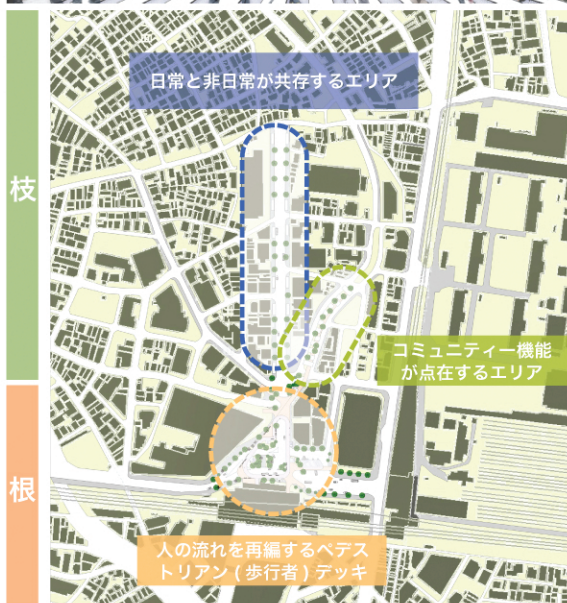 日常と非日常が共存するエリア
枝
コミュニティー機能
が点在するエリア
根
人の流れを再編するペデス
トリアン ( 歩行者 ) デッキ